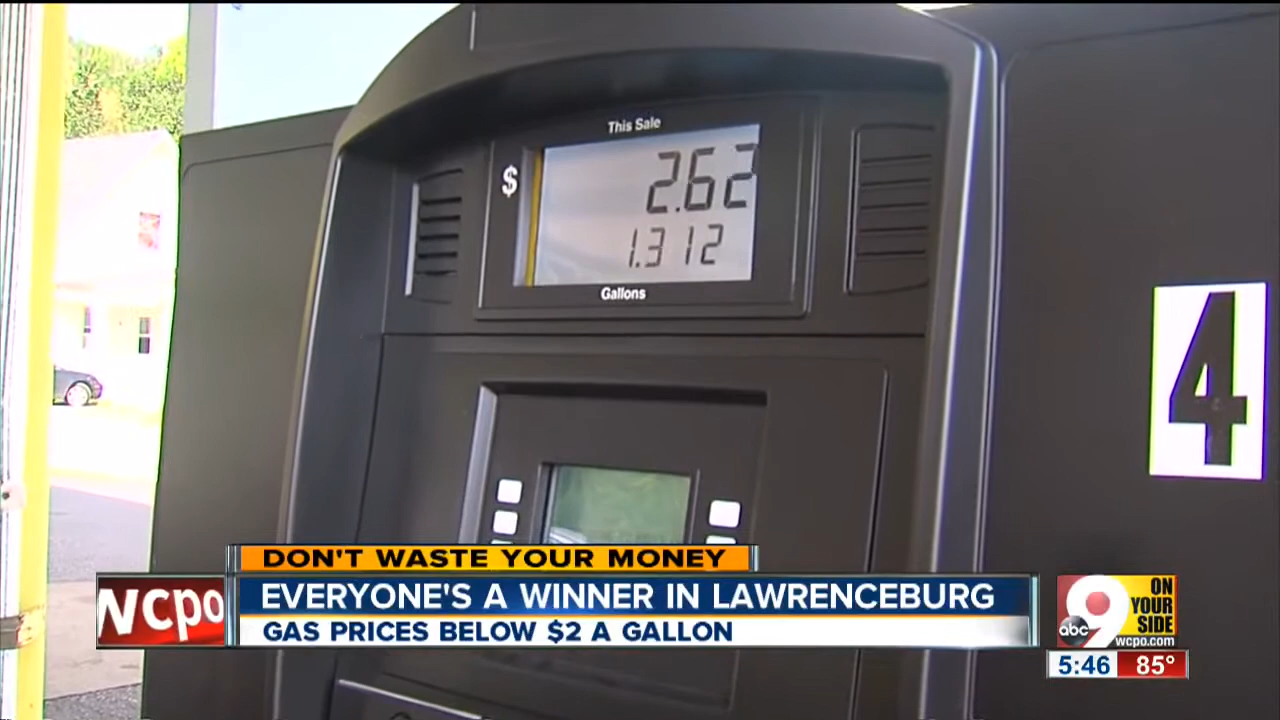 This Sale
$ 2.62
1.312
Gallons
4
DON'T WASTE YOUR MONEY
WCPO
EVERYONE'S A WINNER IN LAWRENCEBURG
GAS PRICES BELOW $2 A GALLON
abc 9
ON
YOUR
SIDE
wcpo.com
5:46 85°